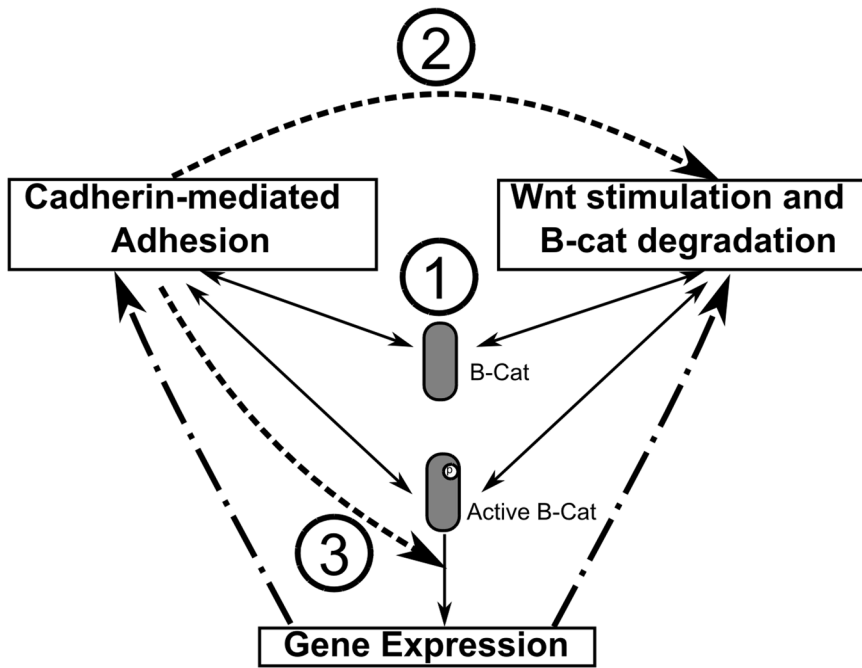 2
Cadherin-mediated
Adhesion
Wnt stimulation and
B-cat degradation
1
B-Cat
P
Active B-Cat
3
Gene Expression